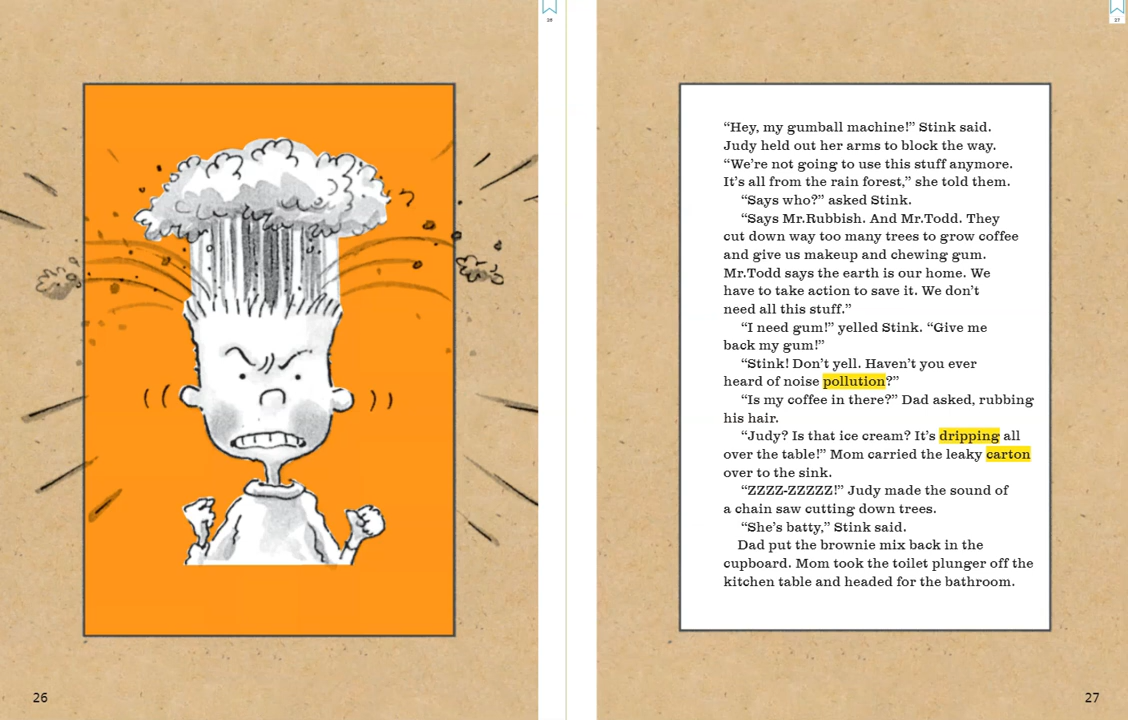 26
27
“Hey, my gumball machine!” Stink said.
Judy held out her arms to block the way.
“We’re not going to use this stuff anymore.
It’s all from the rain forest,” she told them.
“Says who?” asked Stink.
“Says Mr.Rubbish. And Mr.Todd. They
cut down way too many trees to grow coffee
and give us makeup and chewing gum.
Mr.Todd says the earth is our home. We
have to take action to save it. We don’t
need all this stuff.”
“I need gum!” yelled Stink. “Give me
back my gum!”
“Stink! Don’t yell. Haven’t you ever
heard of noise pollution?”
“Is my coffee in there?” Dad asked, rubbing
his hair.
“Judy? Is that ice cream? It’s dripping all
over the table!” Mom carried the leaky carton
over to the sink.
“ZZZZ-ZZZZZ!” Judy made the sound of
a chain saw cutting down trees.
“She’s batty,” Stink said.
Dad put the brownie mix back in the
cupboard. Mom took the toilet plunger off the
kitchen table and headed for the bathroom.
26
27